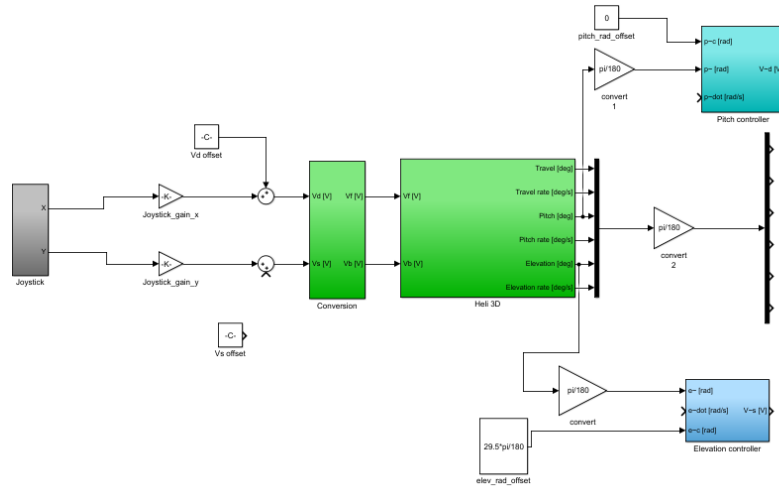 0
pitch_rad_offset
p~c [rad]
pi/180
p~ [rad]
convert
1
p~dot [rad/s]
Pitch controller
-C-
Vd offset
X
-K-
Joystick_gain_x
Vd [V]
Vf [V]
Vf [V]
Travel [deg]
Travel rate [deg/s]
Pitch [deg]
Pitch rate [deg/s]
pi/180
convert
2
Y
-K-
Joystick_gain_y
Vs [V]
Vb [V]
Vb [V]
Elevation [deg]
Elevation rate [deg/s]
Joystick
Conversion
Heli 3D
-C-
Vs offset
pi/180
convert
e~ [rad]
e~dot [rad/s]
V~s [V]
e~c [rad]
Elevation controller
29.5*pi/180
elev_rad_offset